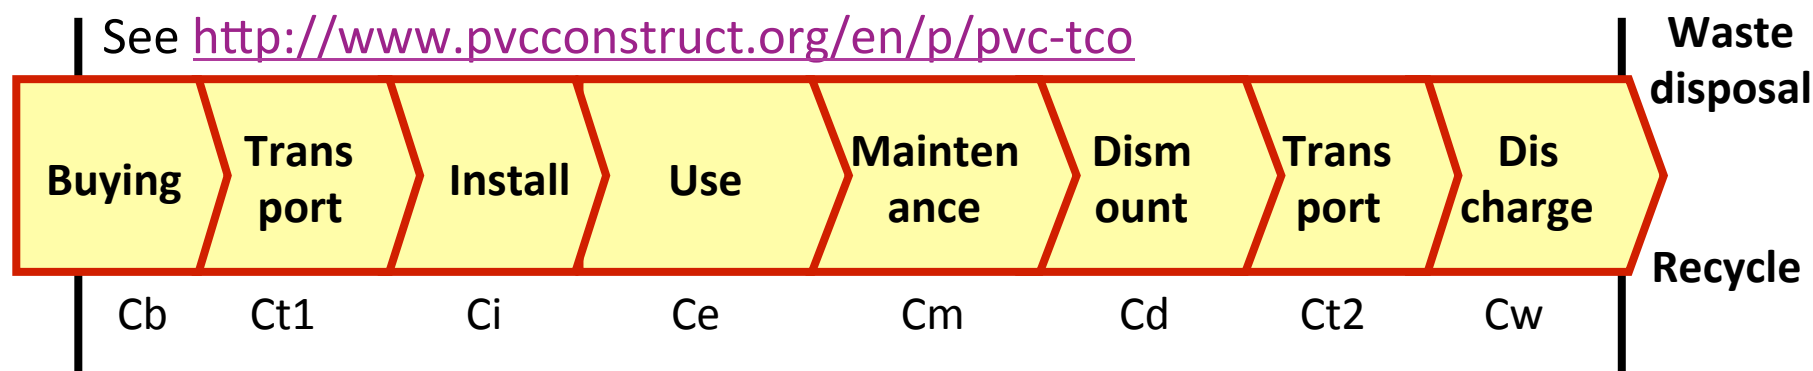 See http://www.pvcconstruct.org/en/p/pvc-tco
Waste
disposal
Buying
Trans
port
Install
Use
Mainten
ance
Dism
ount
Trans
port
Dis
charge
Recycle
Cb Ct1 Ci Ce Cm Cd Ct2 Cw